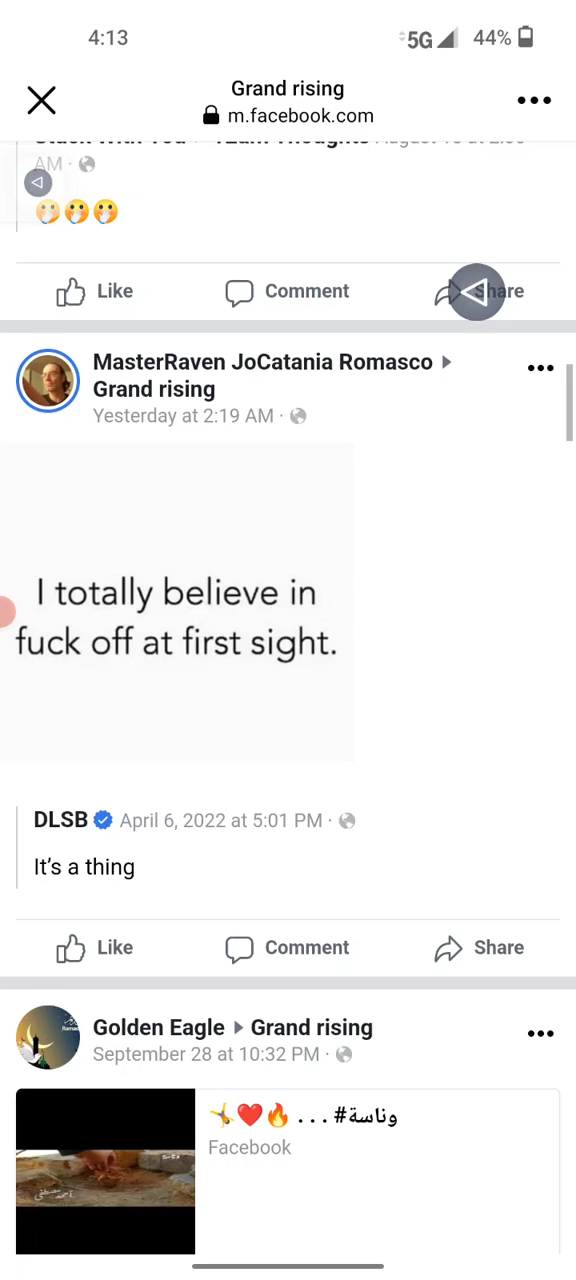 4:13
5G 44%
Grand rising
m.facebook.com
AM ·
Like Comment Share
MasterRaven JoCatania Romasco
Grand rising
Yesterday at 2:19 AM ·
I totally believe in
fuck off at first sight.
DLSB April 6, 2022 at 5:01 PM ·
It's a thing
Like Comment Share
Golden Eagle Grand rising
September 28 at 10:32 PM ·
🤸❤️🔥 ... #وناسة
Facebook